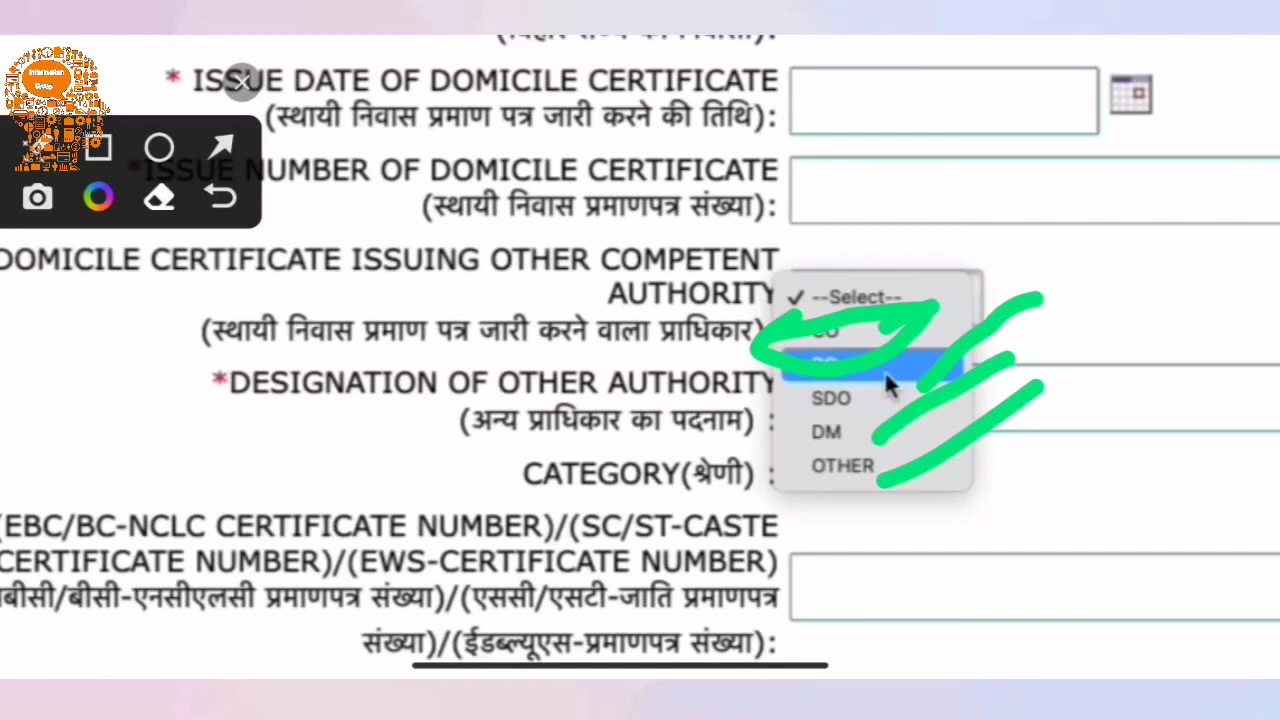 * ISSUE DATE OF DOMICILE CERTIFICATE
(स्थायी निवास प्रमाण पत्र जारी करने की तिथि):
*ISSUE NUMBER OF DOMICILE CERTIFICATE
(स्थायी निवास प्रमाणपत्र संख्या):
DOMICILE CERTIFICATE ISSUING OTHER COMPETENT
AUTHORITY
(स्थायी निवास प्रमाण पत्र जारी करने वाला प्राधिकार)
--Select--
CO
SDO
DM
OTHER
*DESIGNATION OF OTHER AUTHORITY
(अन्य प्राधिकार का पदनाम) :
CATEGORY(श्रेणी) :
(EBC/BC-NCLC CERTIFICATE NUMBER)/(SC/ST-CASTE
CERTIFICATE NUMBER)/(EWS-CERTIFICATE NUMBER)
बीसी/बीसी-एनसीएलसी प्रमाणपत्र संख्या)/(एससी/एसटी-जाति प्रमाणपत्र
संख्या)/(ईडब्ल्यूएस-प्रमाणपत्र संख्या):